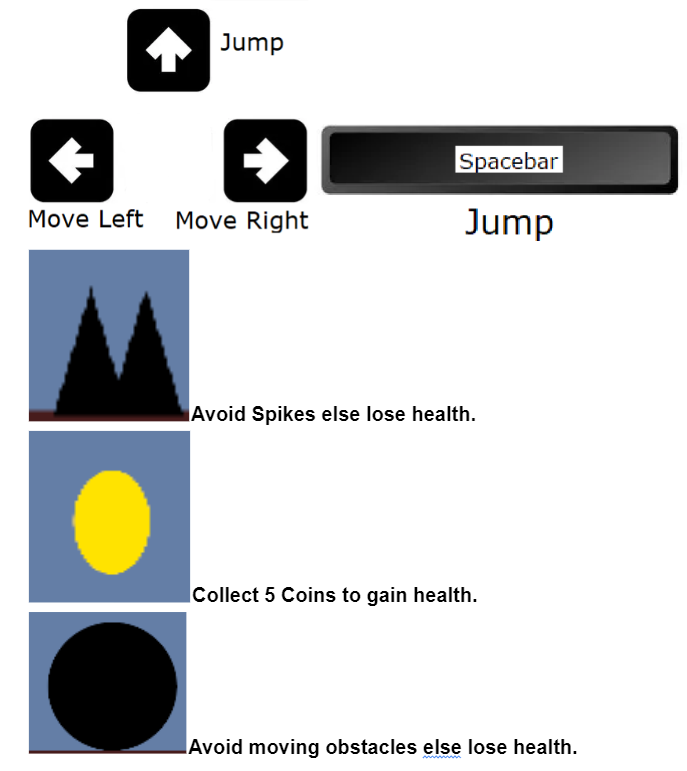 Jump
Spacebar
Move Left
Move Right
Jump
Avoid Spikes else lose health.
Collect 5 Coins to gain health.
Avoid moving obstacles else lose health.